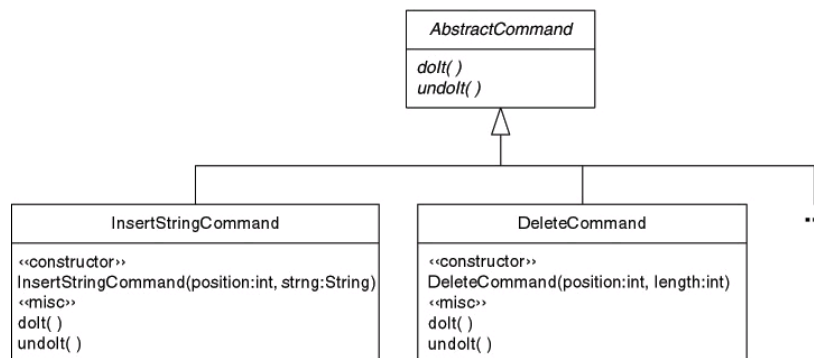 AbstractCommand
doIt( )
undoIt( )
InsertStringCommand
‹‹constructor››
InsertStringCommand(position:int, strng:String)
‹‹misc››
doIt( )
undoIt( )
DeleteCommand
‹‹constructor››
DeleteCommand(position:int, length:int)
‹‹misc››
doIt( )
undoIt( )